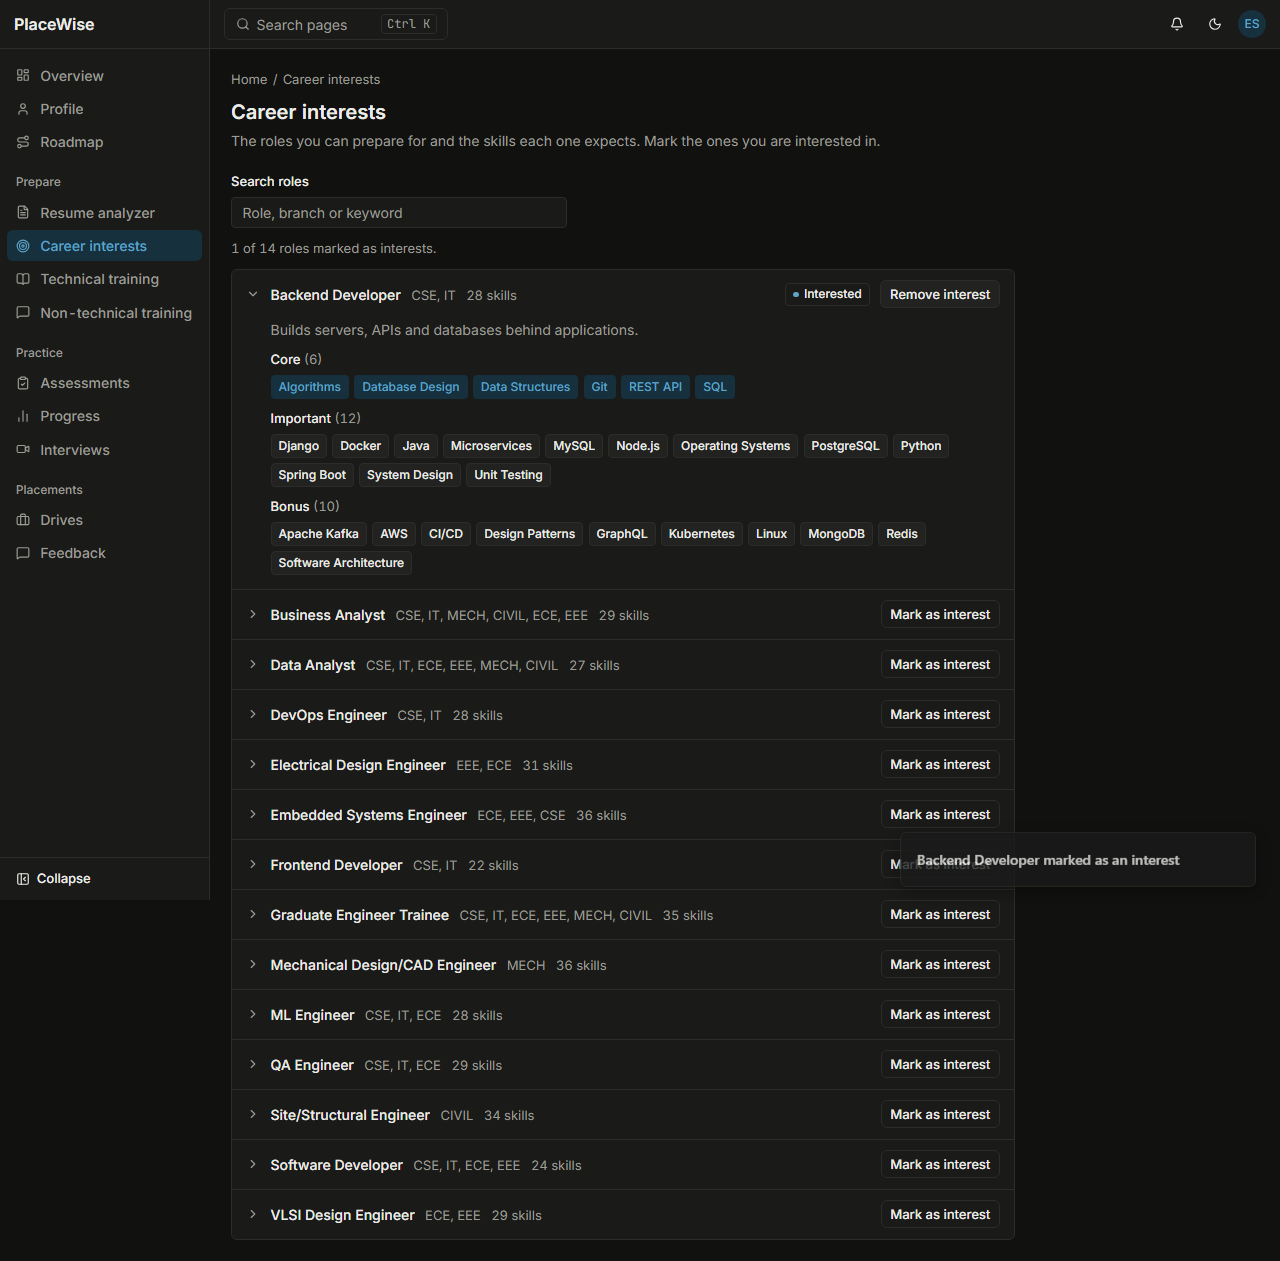 PlaceWise
Search pages
Ctrl K
ES
Overview
Profile
Roadmap
Prepare
Resume analyzer
Career interests
Technical training
Non-technical training
Practice
Assessments
Progress
Interviews
Placements
Drives
Feedback
Collapse
Home / Career interests
Career interests
The roles you can prepare for and the skills each one expects. Mark the ones you are interested in.
Search roles
Role, branch or keyword
1 of 14 roles marked as interests.
Backend Developer CSE, IT 28 skills Interested Remove interest
Builds servers, APIs and databases behind applications.
Core (6)
Algorithms Database Design Data Structures Git REST API SQL
Important (12)
Django Docker Java Microservices MySQL Node.js Operating Systems PostgreSQL Python
Spring Boot System Design Unit Testing
Bonus (10)
Apache Kafka AWS CI/CD Design Patterns GraphQL Kubernetes Linux MongoDB Redis
Software Architecture
Business Analyst CSE, IT, MECH, CIVIL, ECE, EEE 29 skills Mark as interest
Data Analyst CSE, IT, ECE, EEE, MECH, CIVIL 27 skills Mark as interest
DevOps Engineer CSE, IT 28 skills Mark as interest
Electrical Design Engineer EEE, ECE 31 skills Mark as interest
Embedded Systems Engineer ECE, EEE, CSE 36 skills Mark as interest
Frontend Developer CSE, IT 22 skills
Backend Developer marked as an interest
Graduate Engineer Trainee CSE, IT, ECE, EEE, MECH, CIVIL 35 skills Mark as interest
Mechanical Design/CAD Engineer MECH 36 skills Mark as interest
ML Engineer CSE, IT, ECE 28 skills Mark as interest
QA Engineer CSE, IT, ECE 29 skills Mark as interest
Site/Structural Engineer CIVIL 34 skills Mark as interest
Software Developer CSE, IT, ECE, EEE 24 skills Mark as interest
VLSI Design Engineer ECE, EEE 29 skills Mark as interest